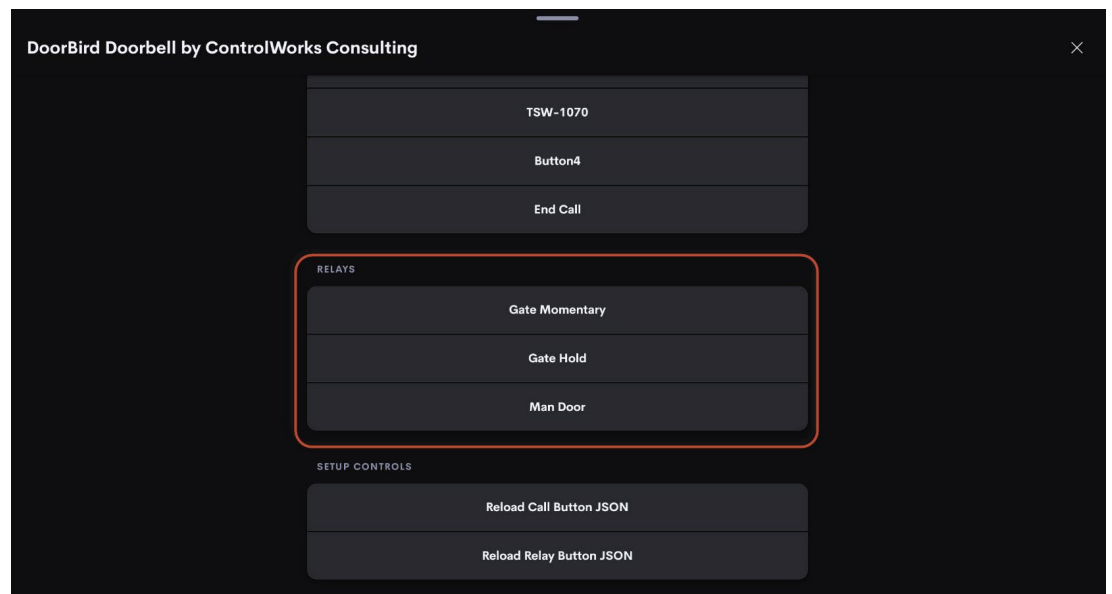 DoorBird Doorbell by ControlWorks Consulting
TSW-1070
Button4
End Call
RELAYS
Gate Momentary
Gate Hold
Man Door
SETUP CONTROLS
Reload Call Button JSON
Reload Relay Button JSON